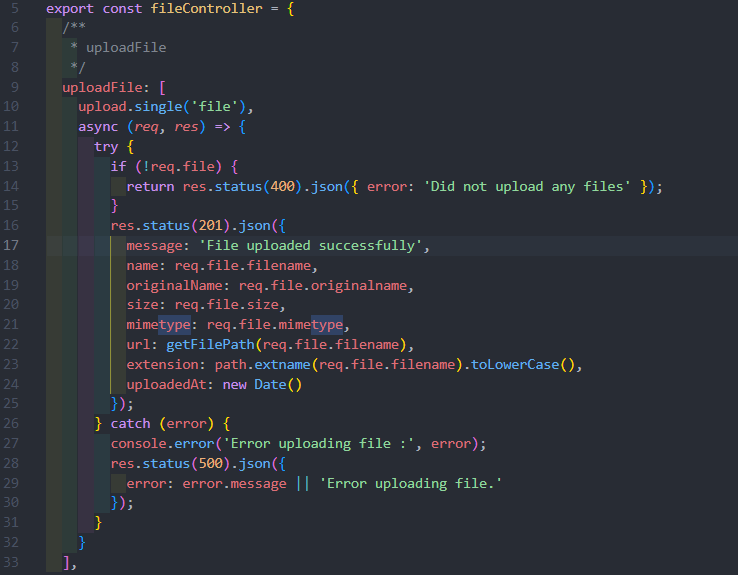 5 export const fileController = {
6 /**
7 * uploadFile
8 */
9 uploadFile: [
10 upload.single('file'),
11 async (req, res) => {
12 try {
13 if (!req.file) {
14 return res.status(400).json({ error: 'Did not upload any files' });
15 }
16 res.status(201).json({
17 message: 'File uploaded successfully',
18 name: req.file.filename,
19 originalName: req.file.originalname,
20 size: req.file.size,
21 mimetype: req.file.mimetype,
22 url: getFilePath(req.file.filename),
23 extension: path.extname(req.file.filename).toLowerCase(),
24 uploadedAt: new Date()
25 });
26 } catch (error) {
27 console.error('Error uploading file :', error);
28 res.status(500).json({
29 error: error.message || 'Error uploading file.'
30 });
31 }
32 }
33 ],